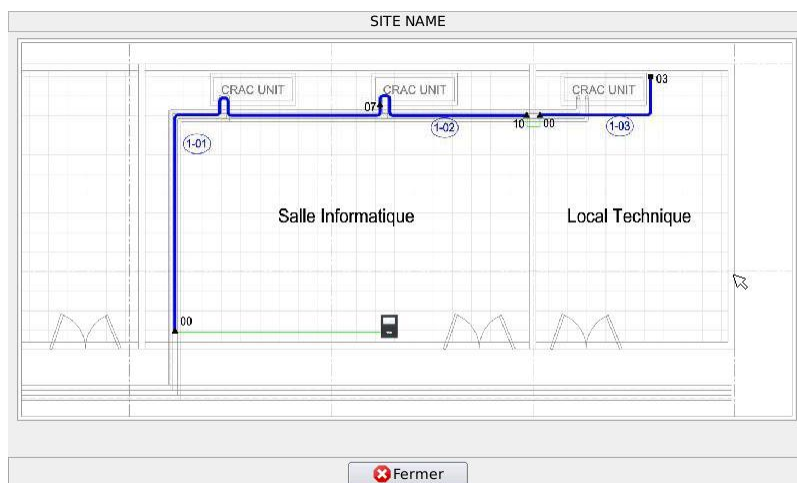 SITE NAME
CRAC UNIT
CRAC UNIT
CRAC UNIT
03
07
10
00
1-01
1-02
1-03
Salle Informatique
Local Technique
00
Fermer